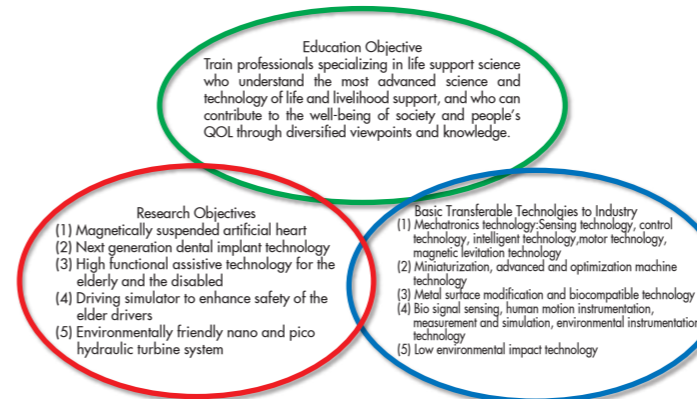 Education Objective
Train professionals specializing in life support science
who understand the most advanced science and
technology of life and livelihood support, and who can
contribute to the well-being of society and people's
QOL through diversified viewpoints and knowledge.
Research Objectives
(1) Magnetically suspended artificial heart
(2) Next generation dental implant technology
(3) High functional assistive technology for the
elderly and the disabled
(4) Driving simulator to enhance safety of the
elder drivers
(5) Environmentally friendly nano and pico
hydraulic turbine system
Basic Transferable Technolgies to Industry
(1) Mechatronics technology:Sensing technology, control
technology, intelligent technology,motor technology,
magnetic levitation technology
(2) Miniaturization, advanced and optimization machine
technology
(3) Metal surface modification and biocompatible technology
(4) Bio signal sensing, human motion instrumentation,
measurement and simulation, environmental instrumentation
technology
(5) Low environmental impact technology